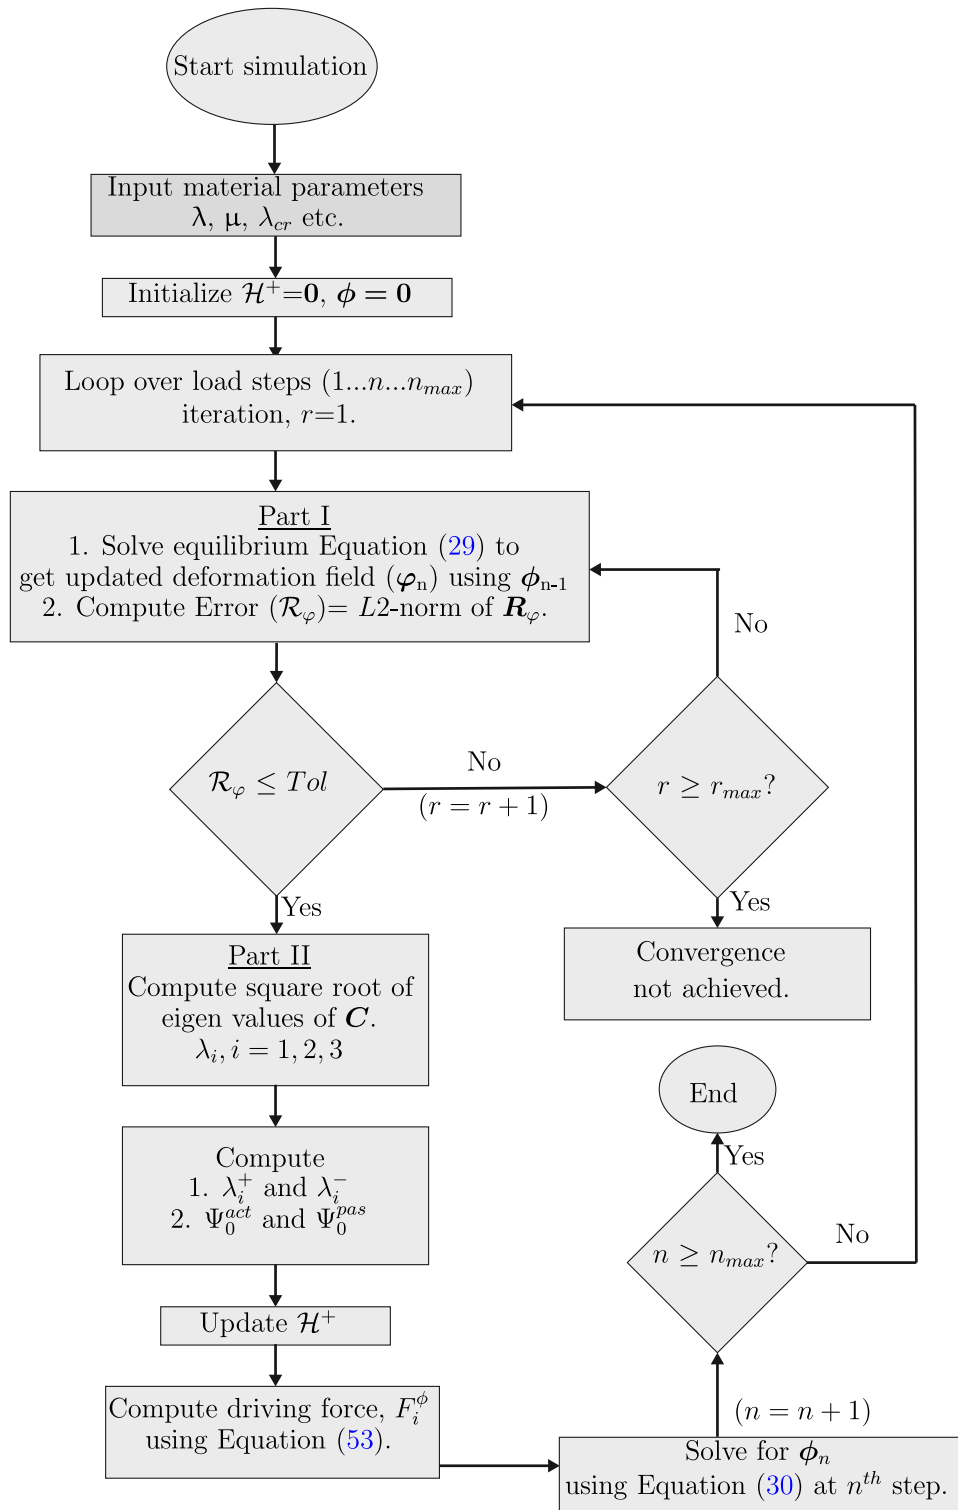 Start simulation
Input material parameters
λ, μ, λ_cr etc.
Initialize ℋ⁺=0, ϕ = 0
Loop over load steps (1...n...n_max)
iteration, r=1.
Part I
1. Solve equilibrium Equation (29) to
get updated deformation field (φ_n) using ϕ_n-1
2. Compute Error (ℛ_φ)= L2-norm of R_φ.
No
ℛ_φ ≤ Tol
No
(r = r + 1)
r ≥ r_max?
Yes
Yes
Convergence
not achieved.
Part II
Compute square root of
eigen values of C.
λ_i, i = 1, 2, 3
Compute
1. λ_i^+ and λ_i^−
2. Ψ_0^act and Ψ_0^pas
Update ℋ⁺
Compute driving force, F_i^ϕ
using Equation (53).
Solve for ϕ_n
using Equation (30) at n^th step.
(n = n + 1)
n ≥ n_max?
No
Yes
End